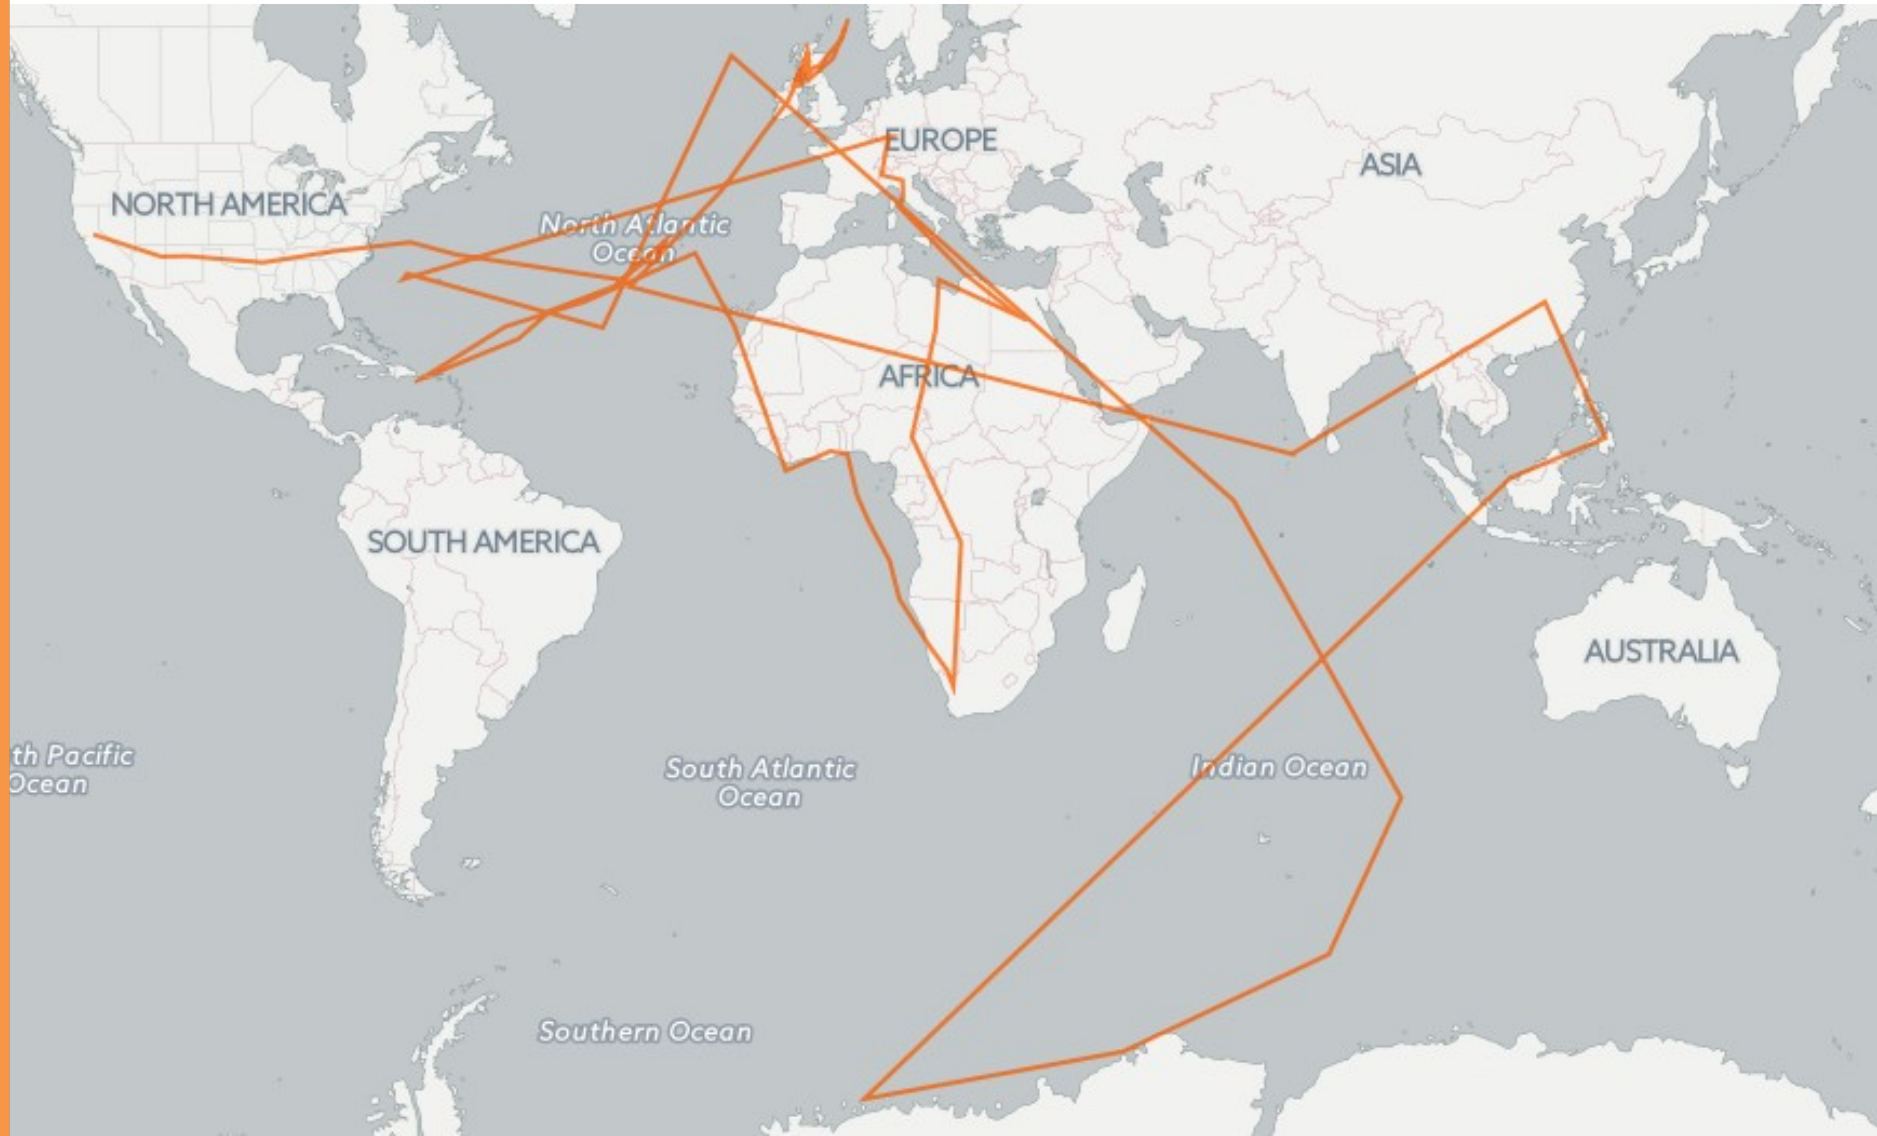 EUROPE
ASIA
NORTH AMERICA
North Atlantic
Ocean
AFRICA
SOUTH AMERICA
AUSTRALIA
th Pacific
Ocean
South Atlantic
Ocean
Indian Ocean
Southern Ocean